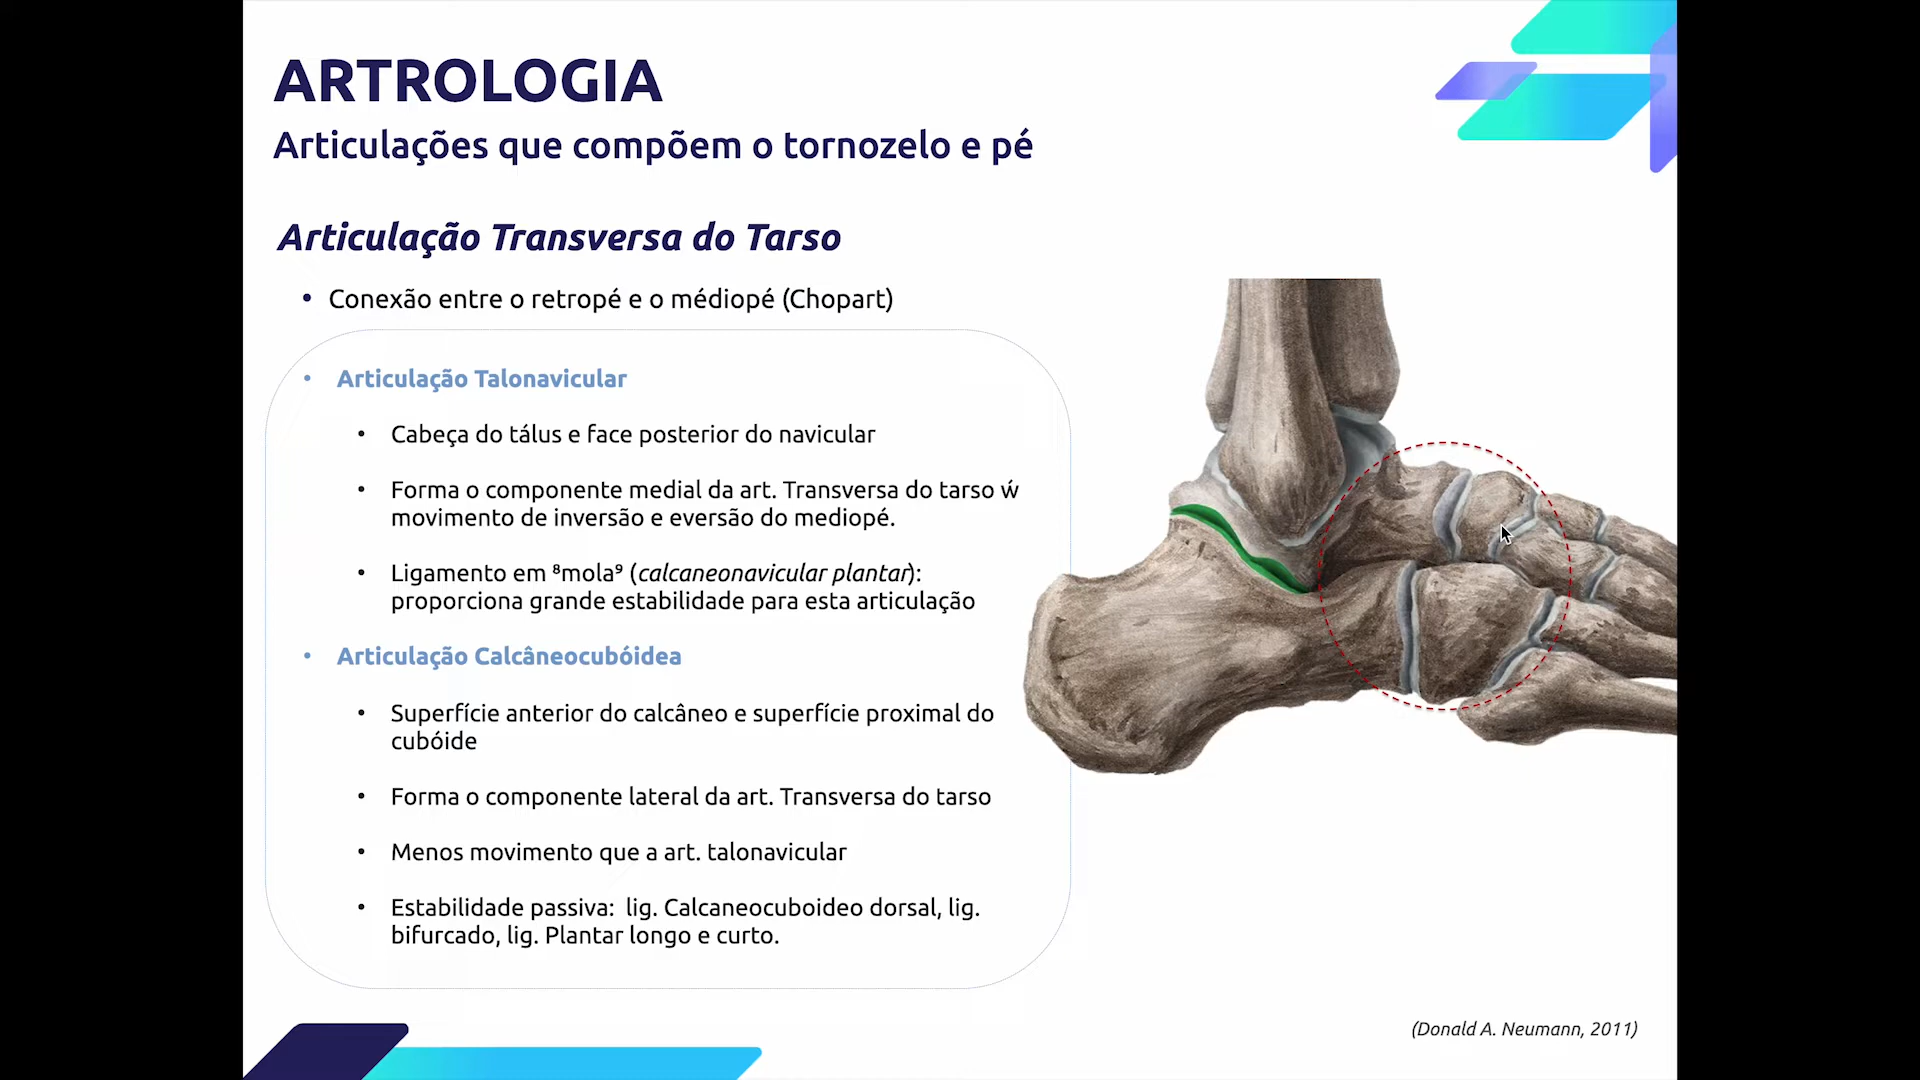 ARTROLOGIA
Articulações que compõem o tornozelo e pé
Articulação Transversa do Tarso
• Conexão entre o retropé e o médiopé (Chopart)
• Articulação Talonavicular
• Cabeça do tálus e face posterior do navicular
• Forma o componente medial da art. Transversa do tarso ẃ
movimento de inversão e eversão do mediopé.
• Ligamento em ⁸mola⁹ (calcaneonavicular plantar):
proporciona grande estabilidade para esta articulação
• Articulação Calcâneocubóidea
• Superfície anterior do calcâneo e superfície proximal do
cubóide
• Forma o componente lateral da art. Transversa do tarso
• Menos movimento que a art. talonavicular
• Estabilidade passiva: lig. Calcaneocuboideo dorsal, lig.
bifurcado, lig. Plantar longo e curto.
(Donald A. Neumann, 2011)